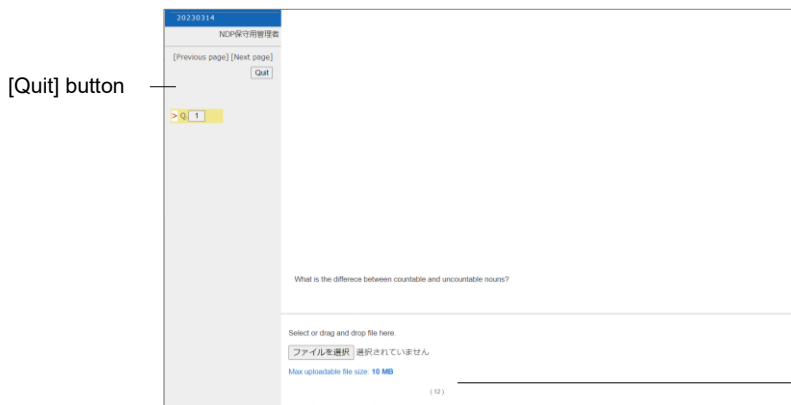 20230314
NDP保守用管理者
[Previous page] [Next page]
Quit
[Quit] button
> Q. 1
What is the differece between countable and uncountable nouns?
Select or drag and drop file here.
ファイルを選択 選択されていません
Max uploadable file size: 10 MB
( 12 )